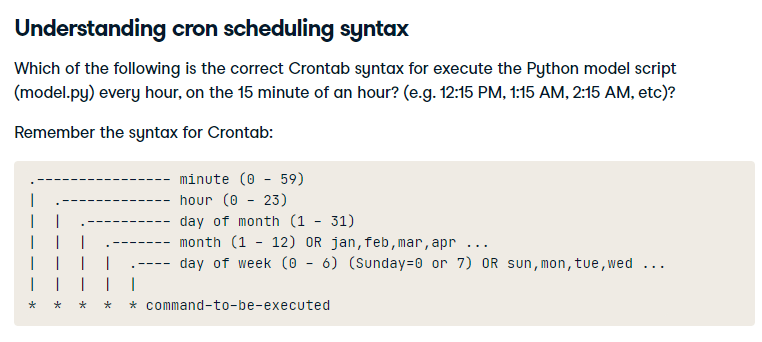 Understanding cron scheduling syntax
Which of the following is the correct Crontab syntax for execute the Python model script
(model.py) every hour, on the 15 minute of an hour? (e.g. 12:15 PM, 1:15 AM, 2:15 AM, etc)?
Remember the syntax for Crontab:
.---------------- minute (0 - 59)
|  .------------- hour (0 - 23)
|  |  .---------- day of month (1 - 31)
|  |  |  .------- month (1 - 12) OR jan,feb,mar,apr ...
|  |  |  |  .---- day of week (0 - 6) (Sunday=0 or 7) OR sun,mon,tue,wed ...
|  |  |  |  |
*  *  *  *  * command-to-be-executed